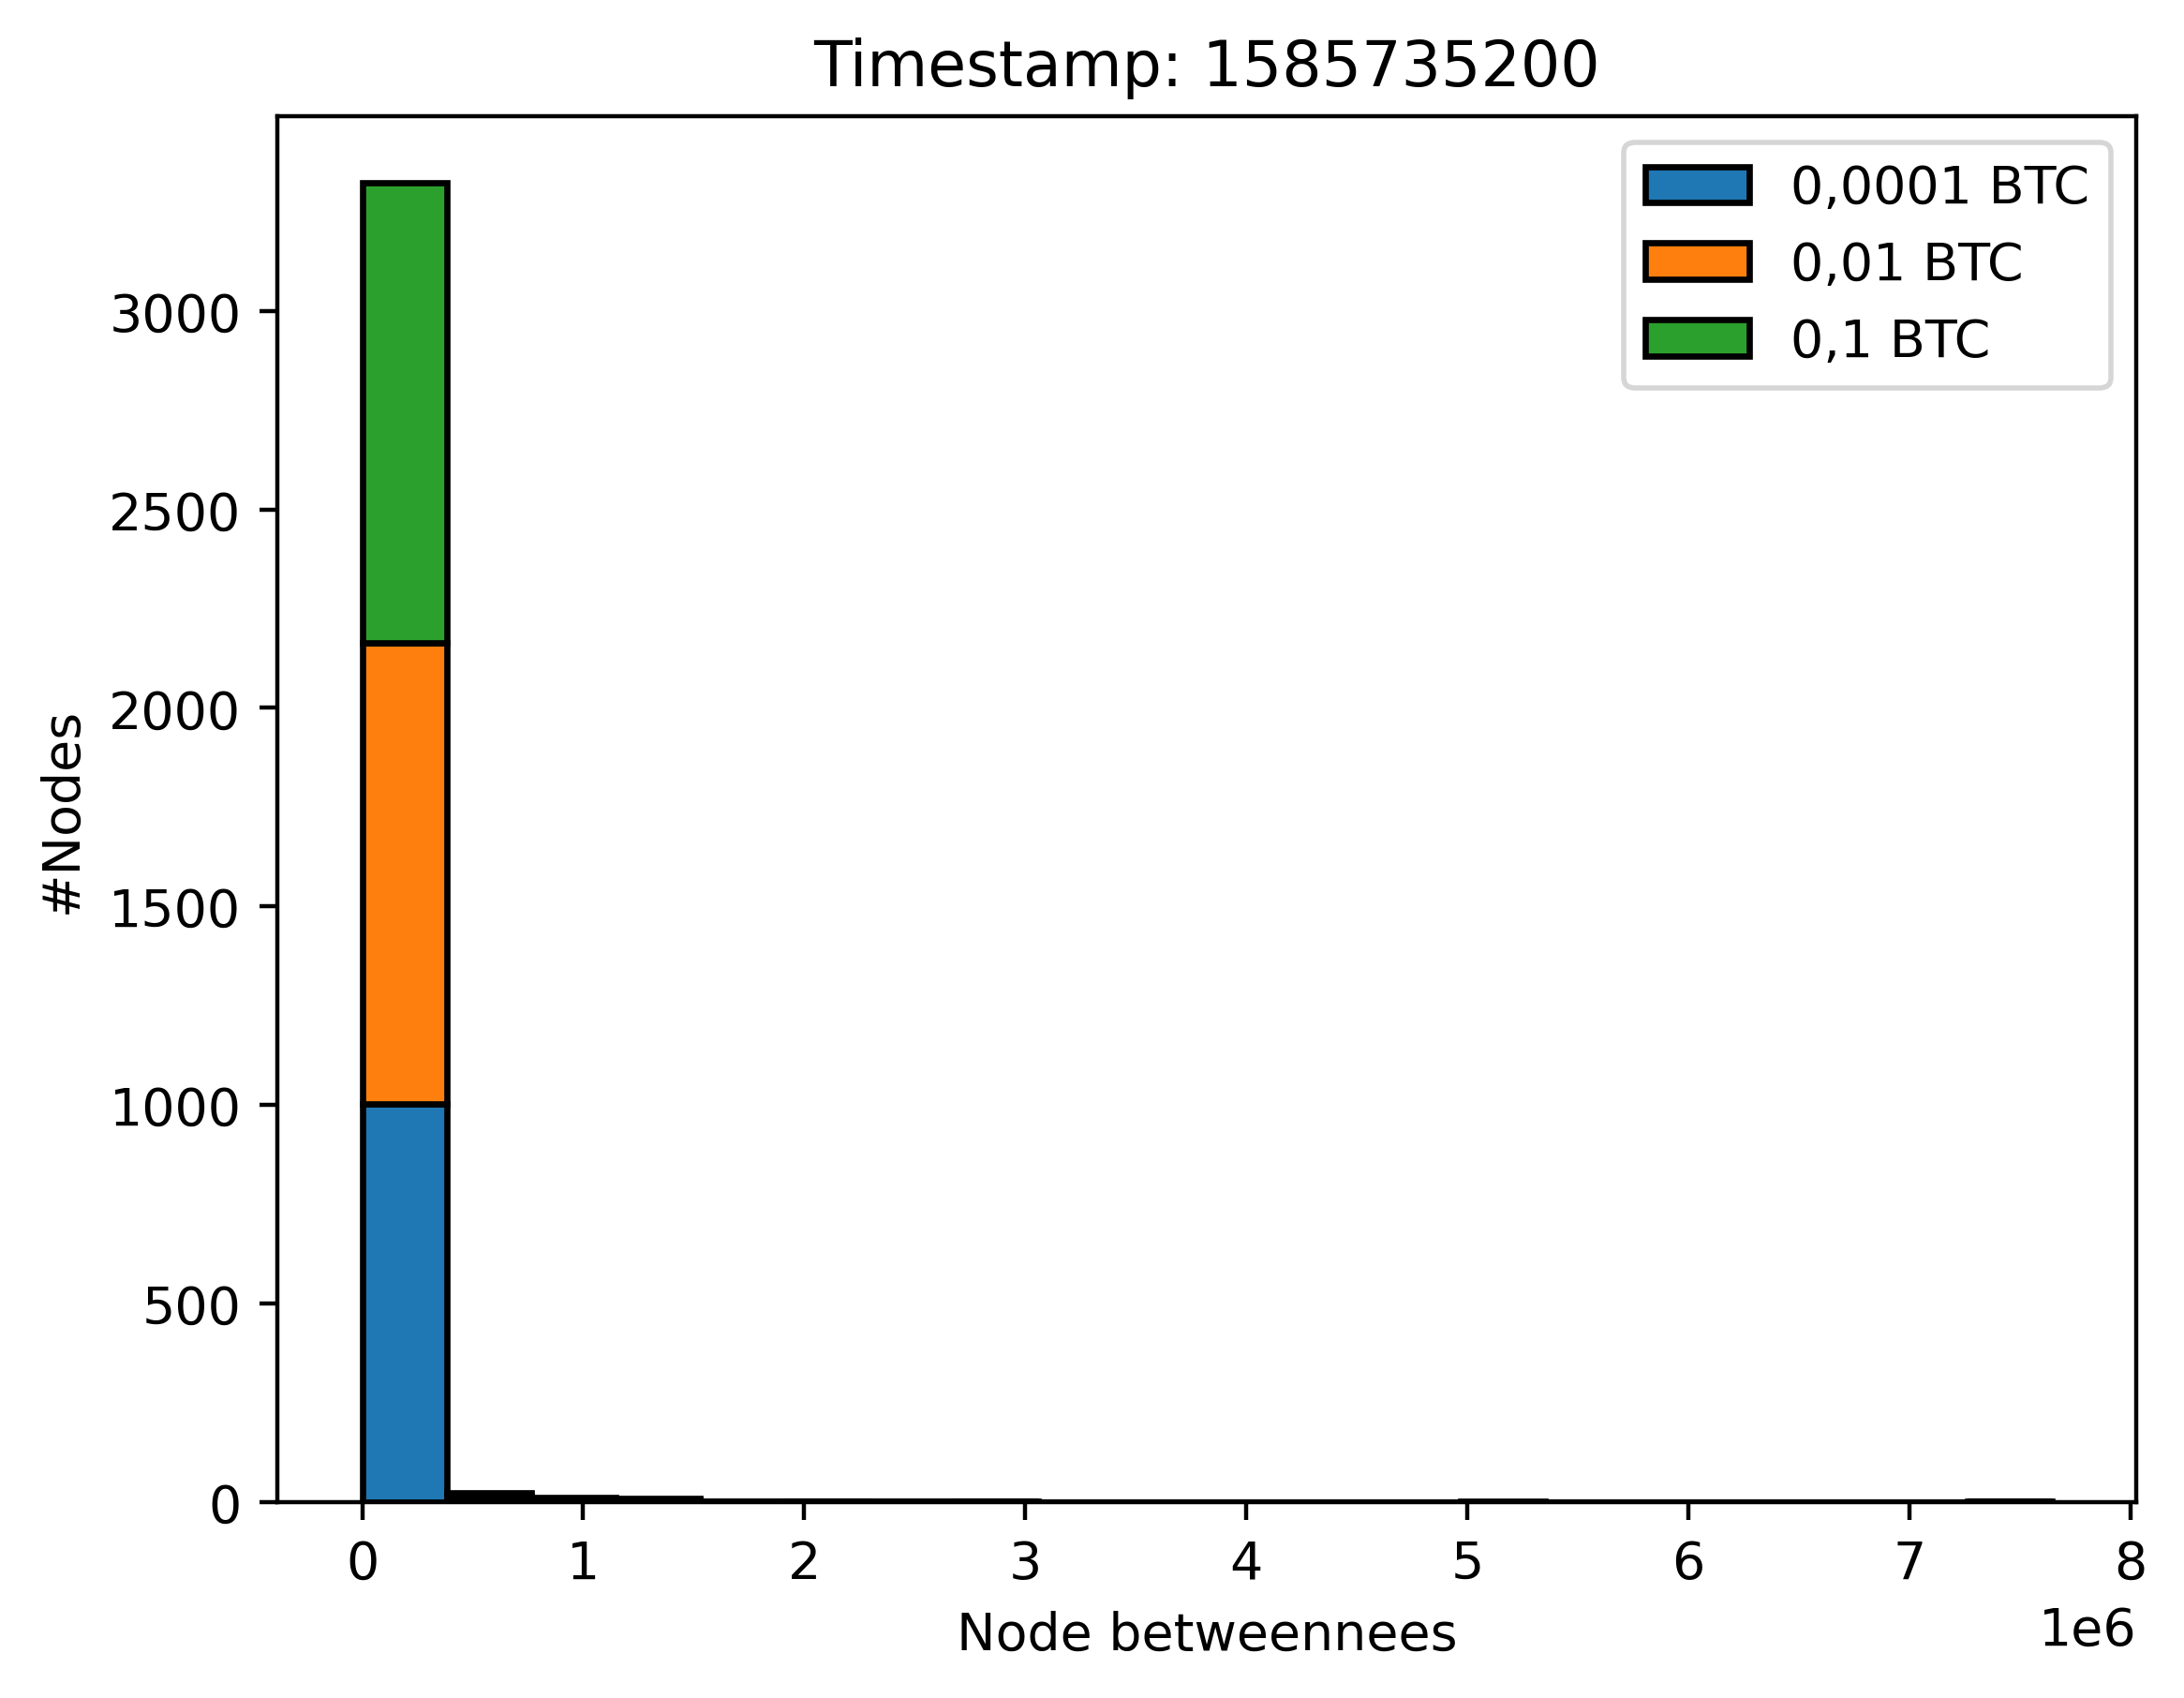 Timestamp: 1585735200
0,0001 BTC
0,01 BTC
0,1 BTC
3000
2500
2000
1500
1000
500
0
#Nodes
0 1 2 3 4 5 6 7 8
1e6
Node betweennees